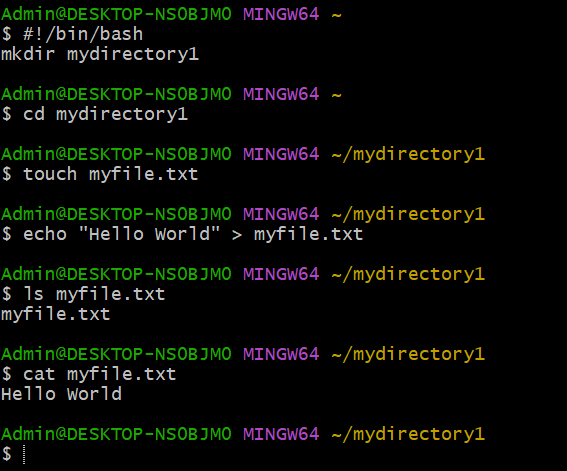 Admin@DESKTOP-NSOBJMO MINGW64 ~
$ #!/bin/bash
mkdir mydirectory1
Admin@DESKTOP-NSOBJMO MINGW64 ~
$ cd mydirectory1
Admin@DESKTOP-NSOBJMO MINGW64 ~/mydirectory1
$ touch myfile.txt
Admin@DESKTOP-NSOBJMO MINGW64 ~/mydirectory1
$ echo "Hello World" > myfile.txt
Admin@DESKTOP-NSOBJMO MINGW64 ~/mydirectory1
$ ls myfile.txt
myfile.txt
Admin@DESKTOP-NSOBJMO MINGW64 ~/mydirectory1
$ cat myfile.txt
Hello World
Admin@DESKTOP-NSOBJMO MINGW64 ~/mydirectory1
$